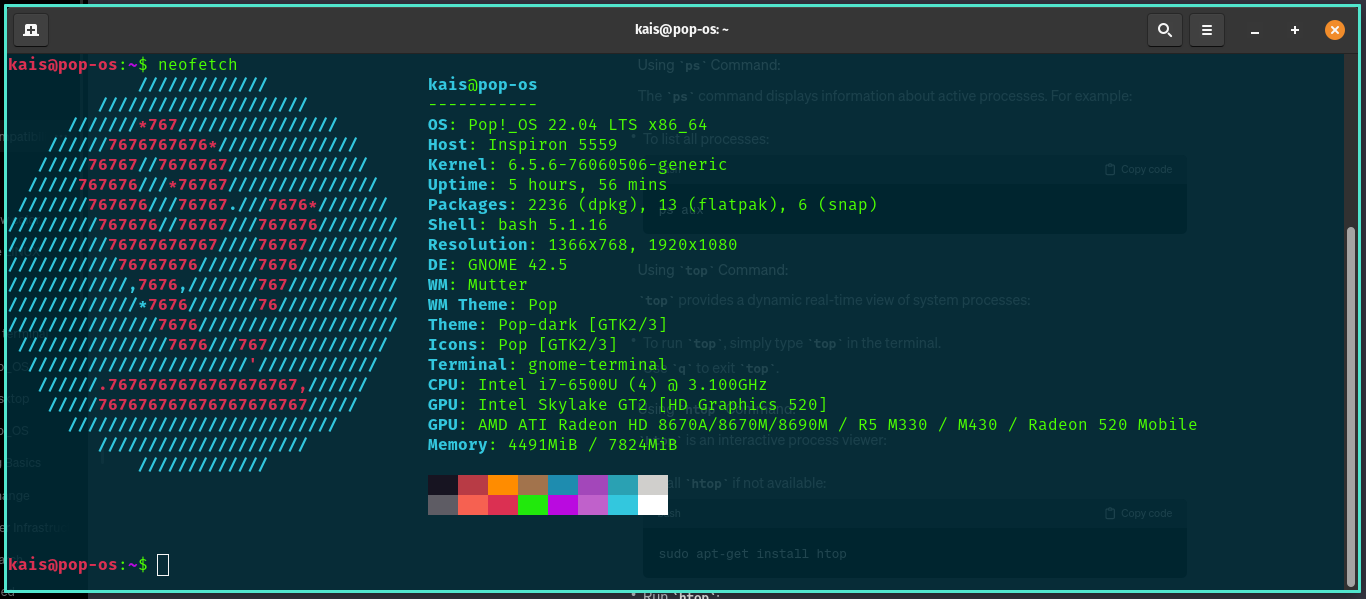 kais@pop-os: ~
kais@pop-os:~$ neofetch
/////////////
/////////////////////
///////*767////////////////
//////7676767676*//////////////
/////76767//7676767//////////////
/////767676///*76767///////////////
///////767676///76767.///7676*///////
/////////767676//76767///767676////////
//////////76767676767////76767/////////
///////////76767676//////7676//////////
////////////,7676,///////767///////////
/////////////*7676///////76////////////
///////////////7676////////////////////
///////////////7676///767////////////
//////////////////////'////////////
//////.7676767676767676767,//////
/////767676767676767676767/////
///////////////////////////
/////////////////////
/////////////
kais@pop-os
-----------
OS: Pop!_OS 22.04 LTS x86_64
Host: Inspiron 5559
Kernel: 6.5.6-76060506-generic
Uptime: 5 hours, 56 mins
Packages: 2236 (dpkg), 13 (flatpak), 6 (snap)
Shell: bash 5.1.16
Resolution: 1366x768, 1920x1080
DE: GNOME 42.5
WM: Mutter
WM Theme: Pop
Theme: Pop-dark [GTK2/3]
Icons: Pop [GTK2/3]
Terminal: gnome-terminal
CPU: Intel i7-6500U (4) @ 3.100GHz
GPU: Intel Skylake GT2 [HD Graphics 520]
GPU: AMD ATI Radeon HD 8670A/8670M/8690M / R5 M330 / M430 / Radeon 520 Mobile
Memory: 4491MiB / 7824MiB
kais@pop-os:~$
Using `ps` Command:
The `ps` command displays information about active processes. For example:
To list all processes:
Copy code
Using `top` Command:
`top` provides a dynamic real-time view of system processes:
To run `top`, simply type `top` in the terminal.
`q` to exit `top`.
is an interactive process viewer:
`htop` if not available:
Copy code
sudo apt-get install htop
Run `htop`: